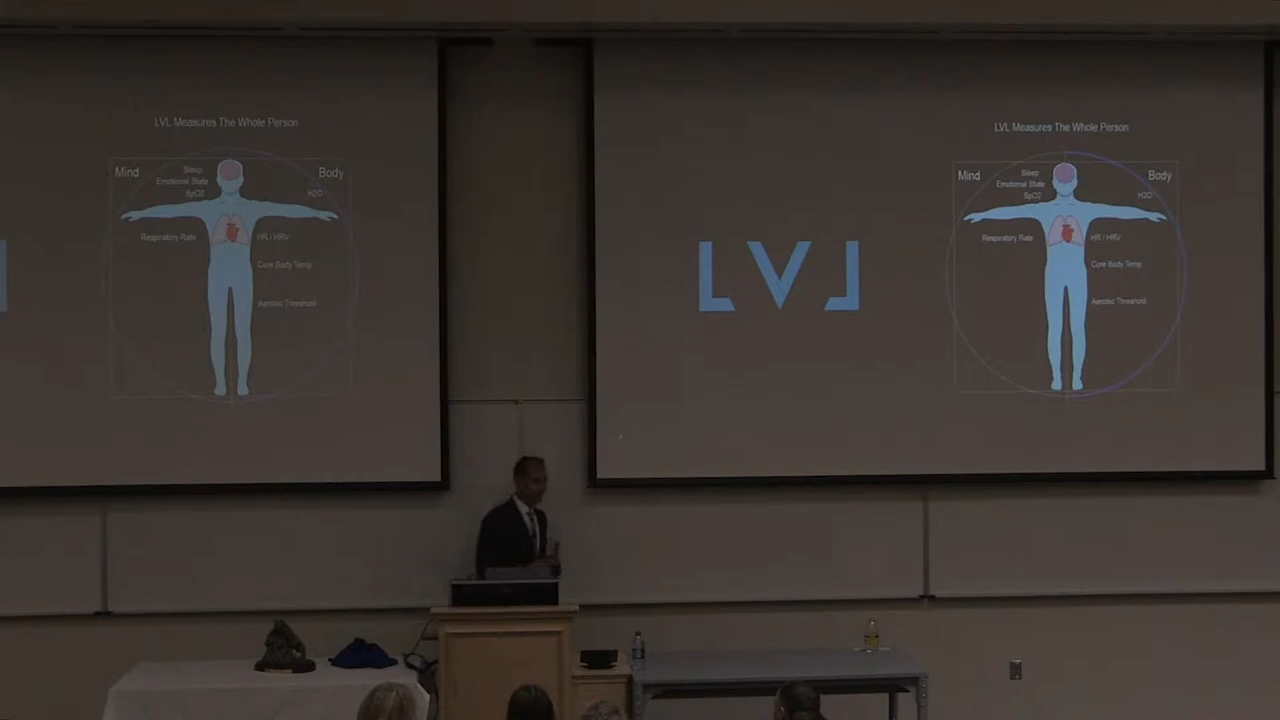 LVL Measures The Whole Person
Mind
Body
Sleep
Emotional State
SpO2
H2O
Respiratory Rate
HR / HRV
Core Body Temp
Aerobic Threshold
LVL
LVL Measures The Whole Person
Mind
Body
Sleep
Emotional State
SpO2
H2O
Respiratory Rate
HR / HRV
Core Body Temp
Aerobic Threshold